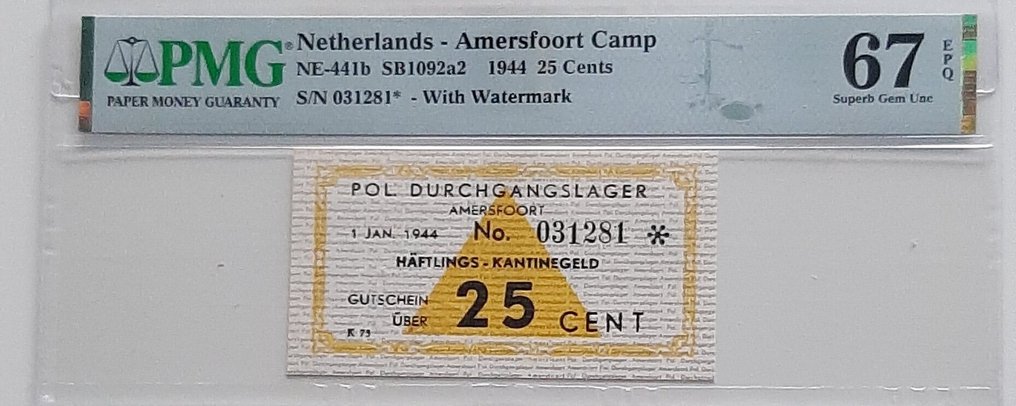 PMG® Netherlands - Amersfoort Camp
NE-441b SB1092a2 1944 25 Cents
PAPER MONEY GUARANTY S/N 031281* - With Watermark
67 EPQ
Superb Gem Unc
POL. DURCHGANGSLAGER
AMERSFOORT
1 JAN. 1944 No. 031281 *
HÄFTLINGS - KANTINEGELD
GUTSCHEIN
ÜBER 25 CENT
K 73